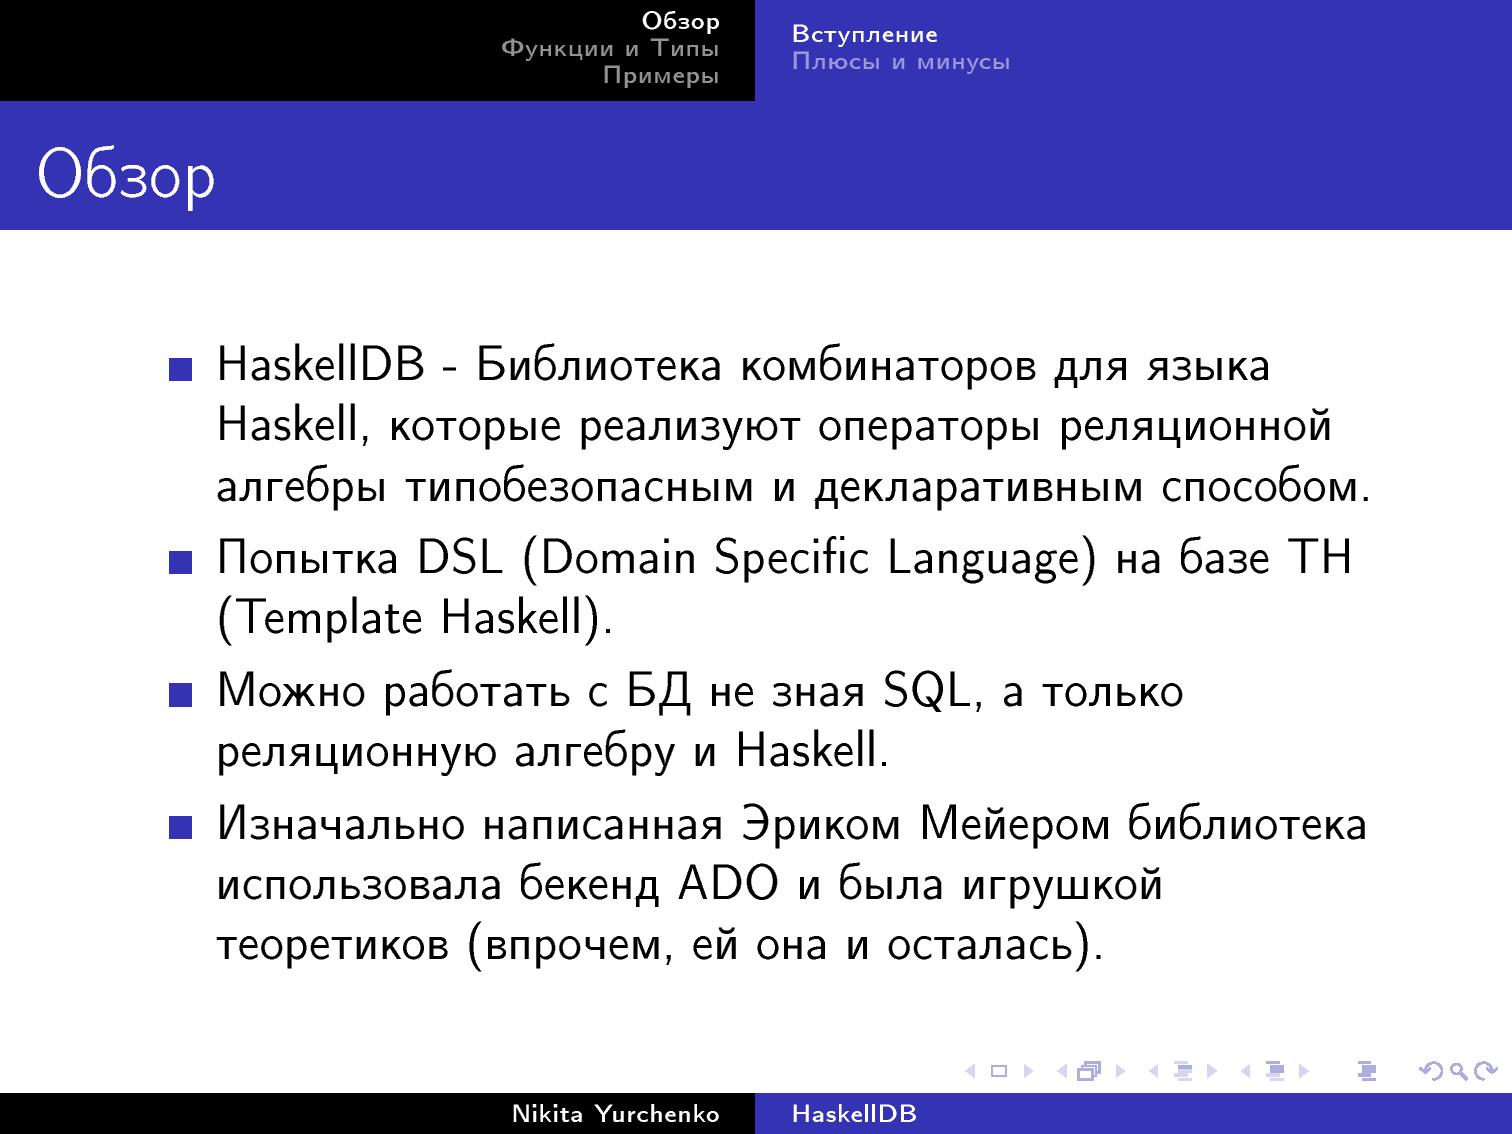 Обзор
Функции и Типы
Примеры
Вступление
Плюсы и минусы
Обзор
HaskellDB - Библиотека комбинаторов для языка
Haskell, которые реализуют операторы реляционной
алгебры типобезопасным и декларативным способом.
Попытка DSL (Domain Specific Language) на базе TH
(Template Haskell).
Можно работать с БД не зная SQL, а только
реляционную алгебру и Haskell.
Изначально написанная Эриком Мейером библиотека
использовала бекенд ADO и была игрушкой
теоретиков (впрочем, ей она и осталась).
Nikita Yurchenko
HaskellDB